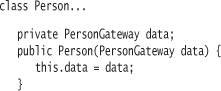 class Person...
private PersonGateway data;
public Person(PersonGateway data) {
this.data = data;
}